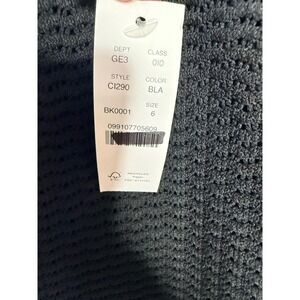 DEPT CLASS
GE3 010
STYLE COLOR
CI290 BLA
SIZE
BK0001 6
099107705609